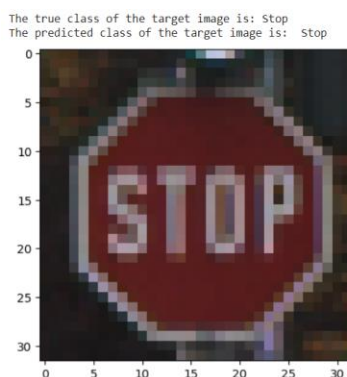 The true class of the target image is: Stop
The predicted class of the target image is:  Stop
0
5
10
15
20
25
30
STOP
0 5 10 15 20 25 30